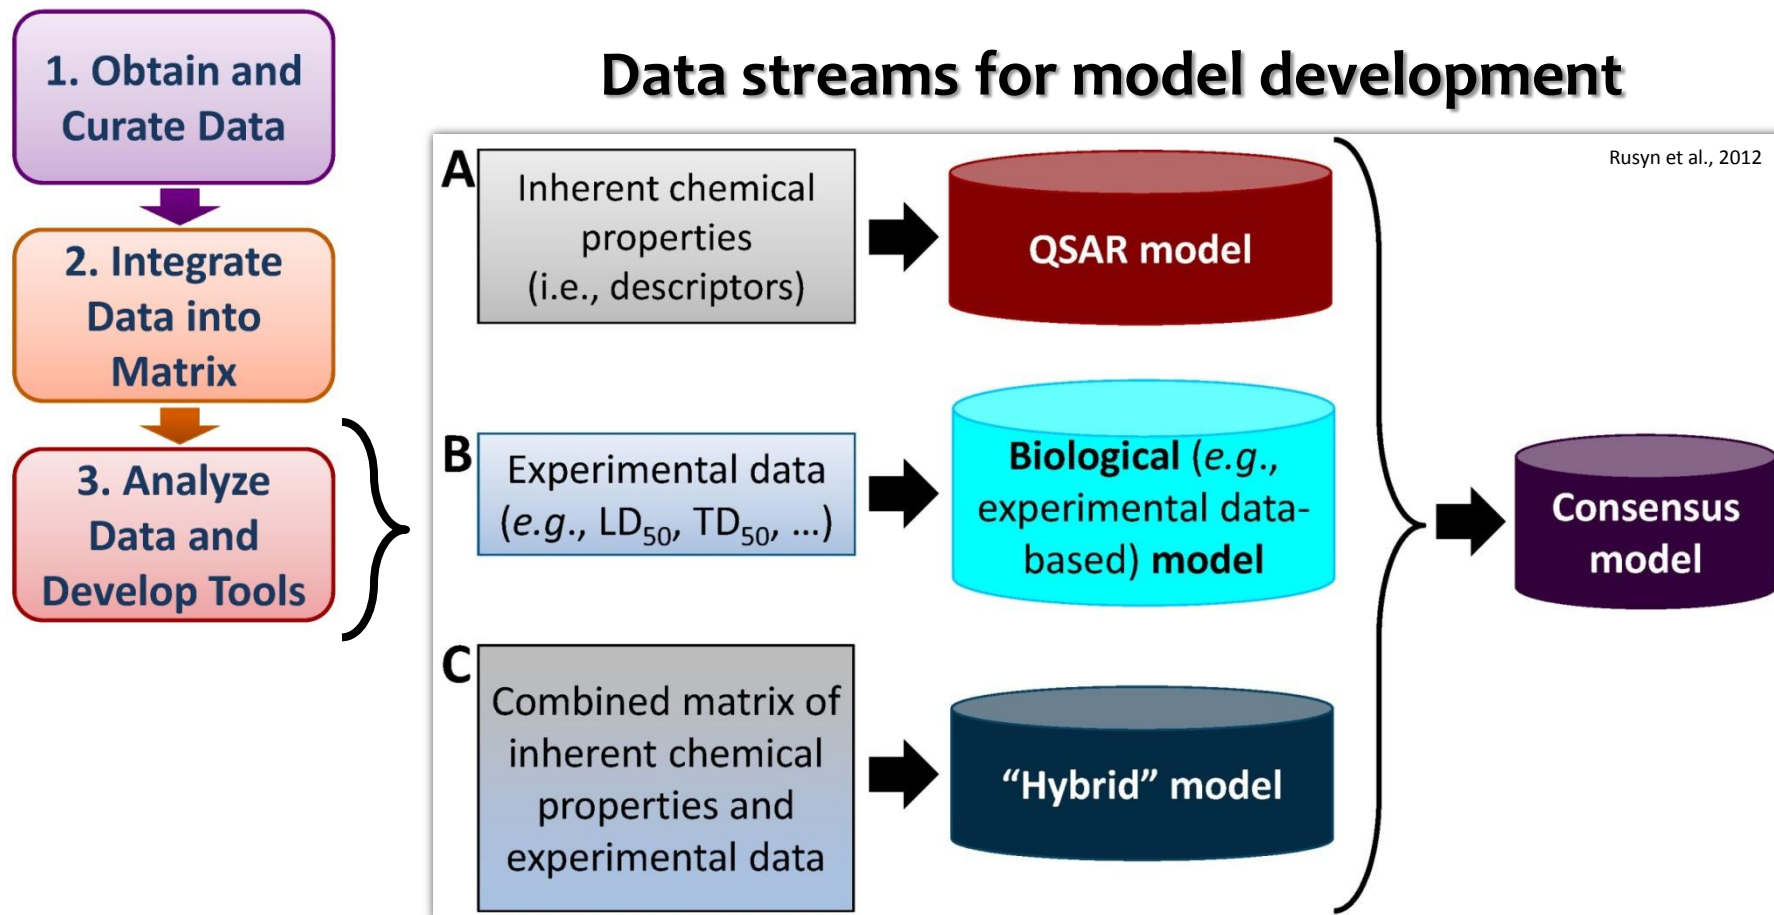 Data streams for model development
1. Obtain and
Curate Data
2. Integrate
Data into
Matrix
3. Analyze
Data and
Develop Tools
Rusyn et al., 2012
A
Inherent chemical
properties
(i.e., descriptors)
QSAR model
B
Experimental data
(e.g., LD₅₀, TD₅₀, ...)
Biological (e.g.,
experimental data-
based) model
C
Combined matrix of
inherent chemical
properties and
experimental data
“Hybrid” model
Consensus
model